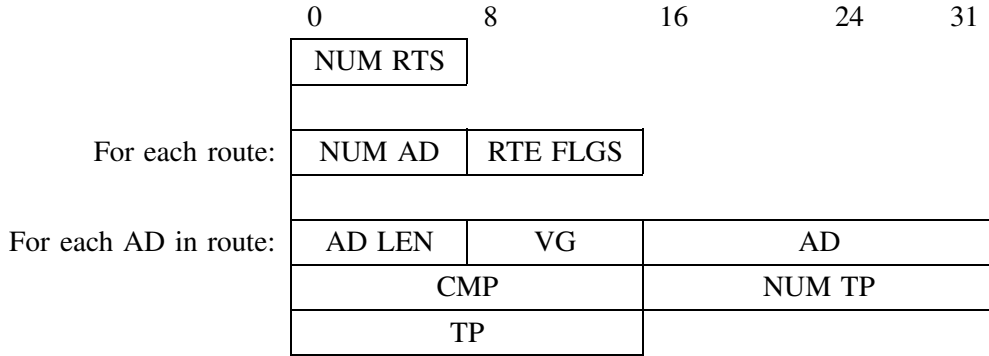 0 8 16 24 31
NUM RTS
For each route: NUM AD RTE FLGS
For each AD in route: AD LEN VG AD
CMP NUM TP
TP